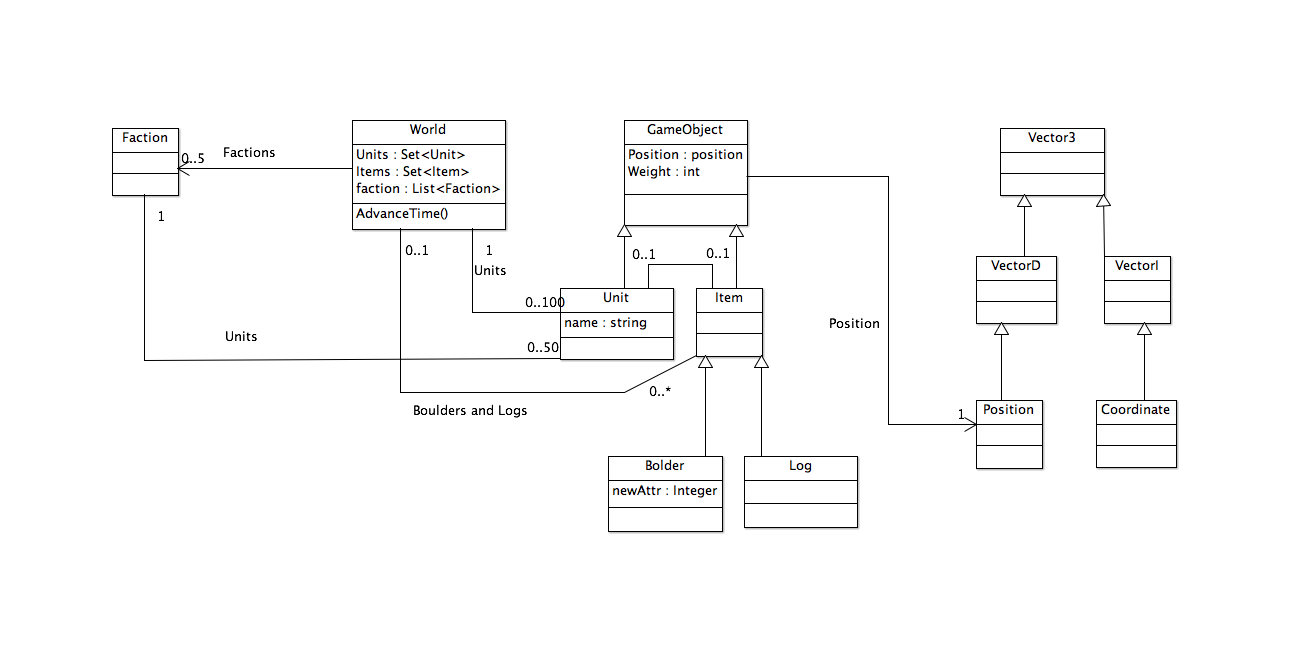 Faction
World
GameObject
Vector3
Units : Set<Unit>
Items : Set<Item>
faction : List<Faction>
AdvanceTime()
Position : position
Weight : int
0..5
Factions
1
0..1
1
Units
0..1
0..1
VectorD
VectorI
0..100
Unit
name : string
Item
Units
0..50
Position
0..*
Boulders and Logs
1
Position
Coordinate
Bolder
newAttr : Integer
Log